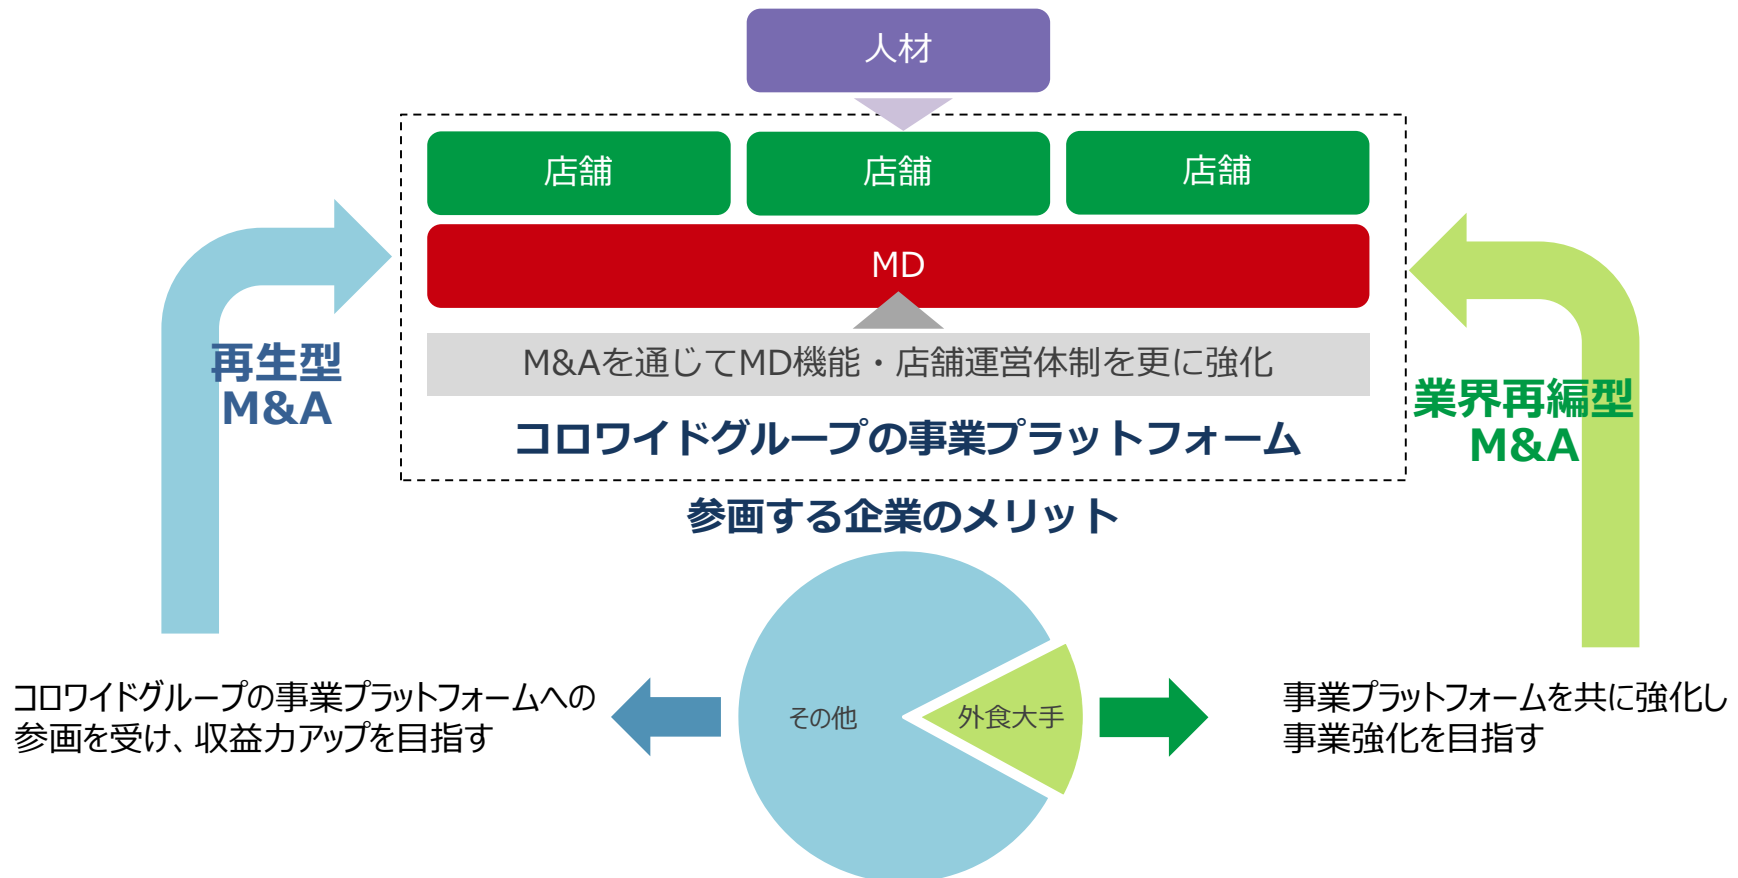 人材
店舗
店舗
店舗
MD
M&Aを通じてMD機能・店舗運営体制を更に強化
コロワイドグループの事業プラットフォーム
再生型
M&A
業界再編型
M&A
参画する企業のメリット
その他
外食大手
コロワイドグループの事業プラットフォームへの
参画を受け、収益力アップを目指す
事業プラットフォームを共に強化し
事業強化を目指す